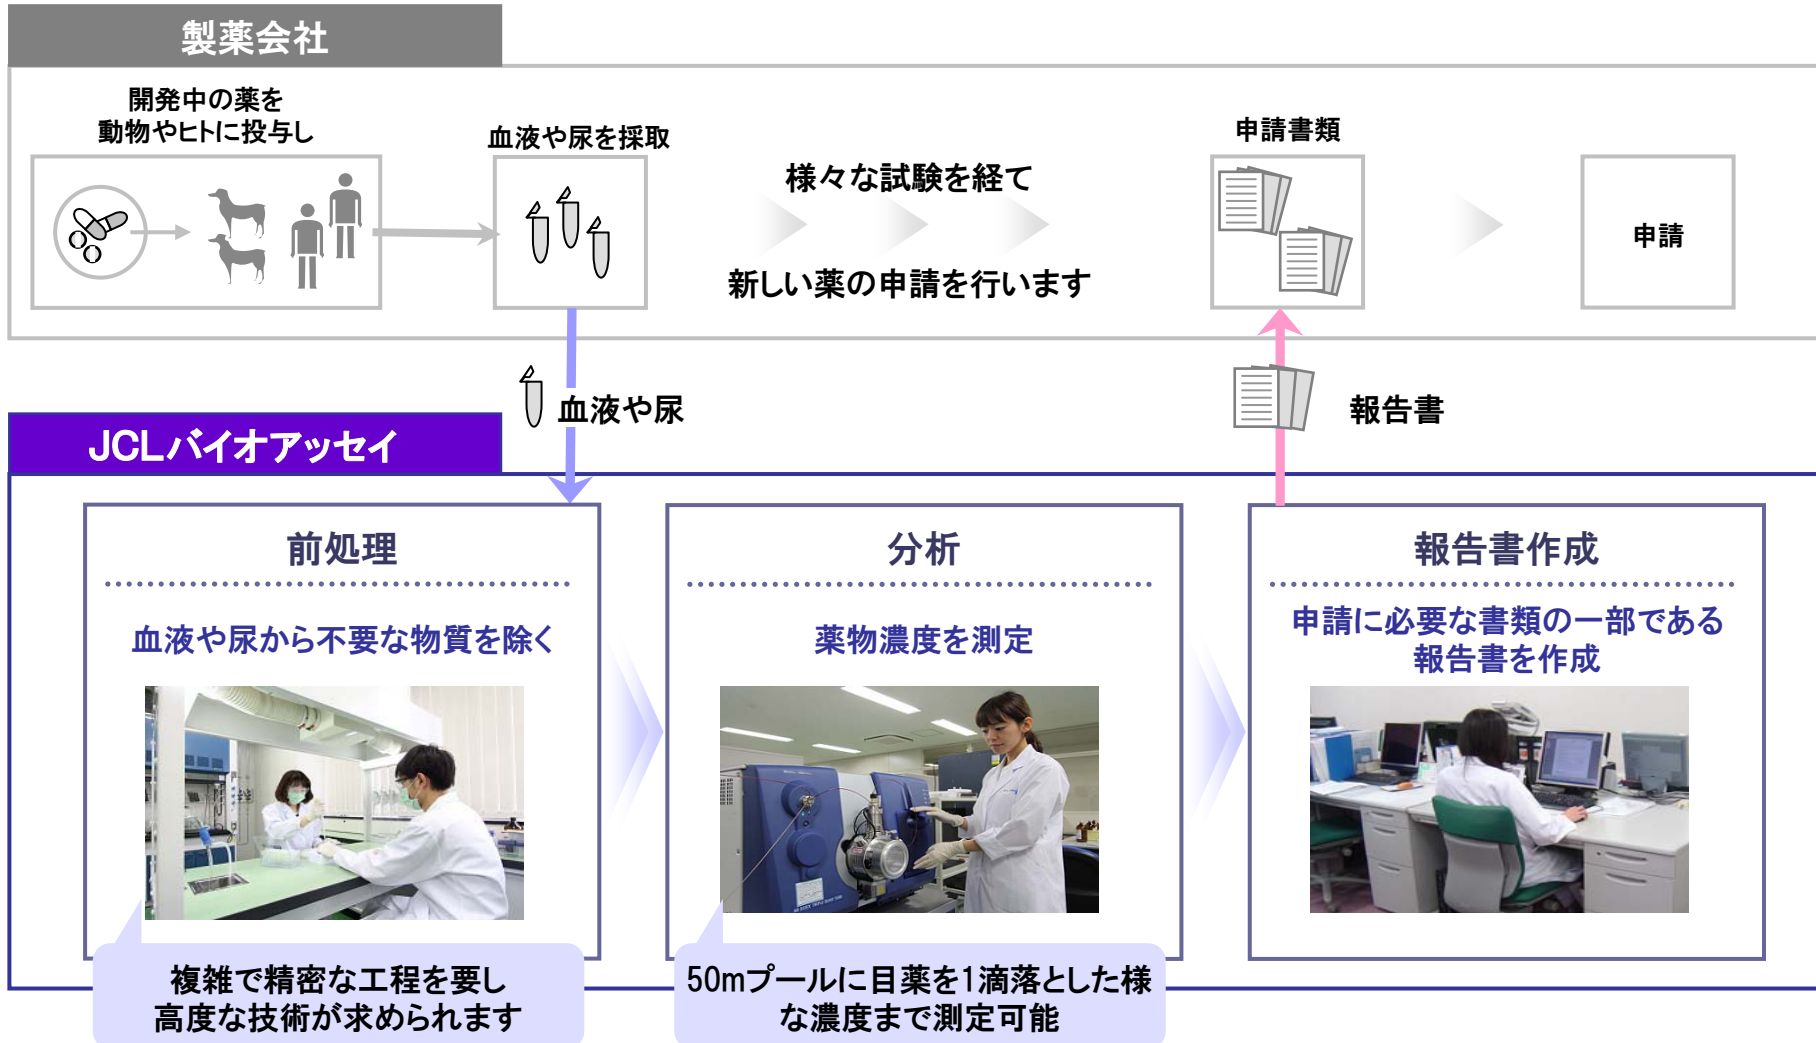 製薬会社
開発中の薬を
動物やヒトに投与し
血液や尿を採取
様々な試験を経て
新しい薬の申請を行います
申請書類
申請
血液や尿
報告書
JCLバイオアッセイ
前処理
血液や尿から不要な物質を除く
複雑で精密な工程を要し
高度な技術が求められます
分析
薬物濃度を測定
50mプールに目薬を1滴落とした様
な濃度まで測定可能
報告書作成
申請に必要な書類の一部である
報告書を作成